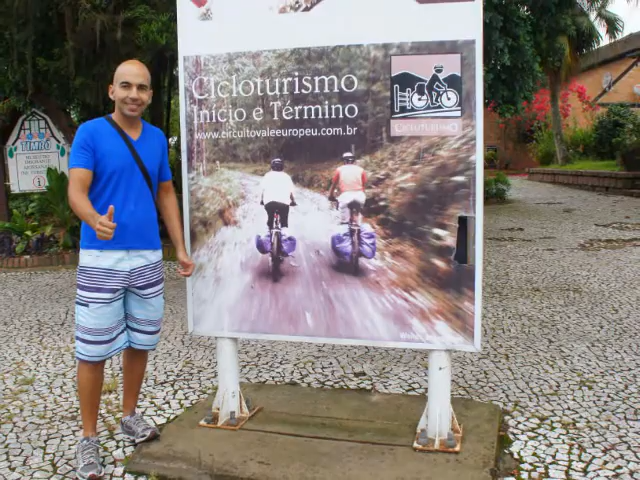 Cicloturismo
Início e Término
www.circuitovaleeuropeu.com.br
CICLOTURISMO
TIMBÓ